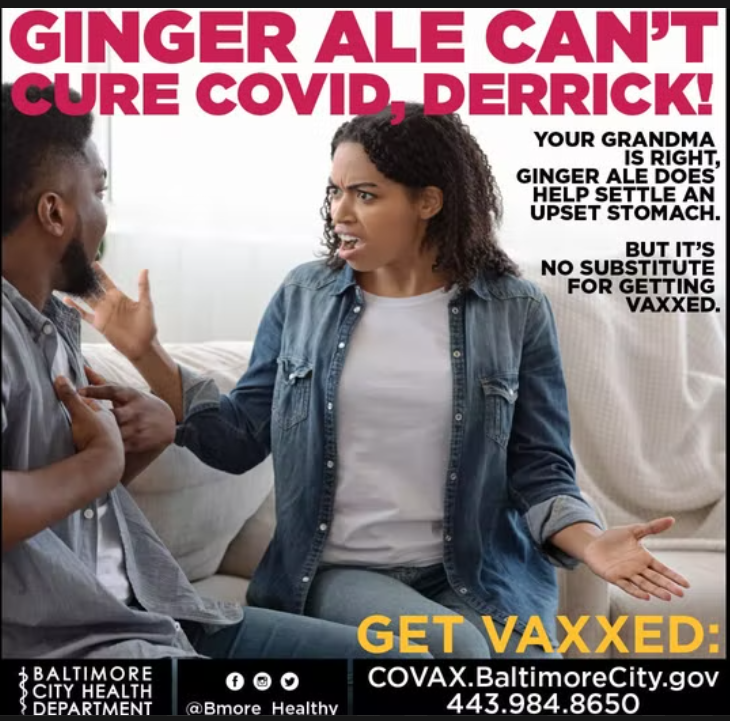 GINGER ALE CAN'T
CURE COVID, DERRICK!
YOUR GRANDMA
IS RIGHT,
GINGER ALE DOES
HELP SETTLE AN
UPSET STOMACH.
BUT IT'S
NO SUBSTITUTE
FOR GETTING
VAXXED.
GET VAXXED:
COVAX.BaltimoreCity.gov
443.984.8650
BALTIMORE
CITY HEALTH
DEPARTMENT
@Bmore_Healthy